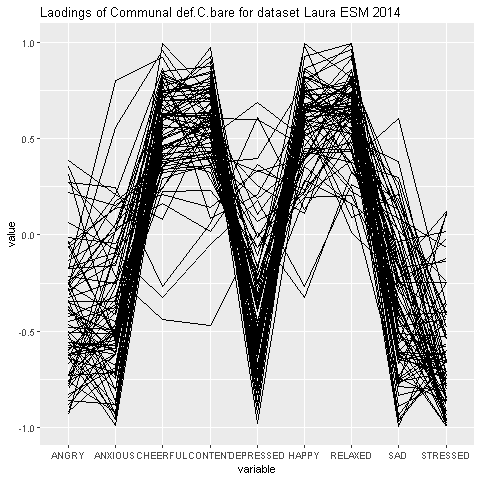 Laodings of Communal def.C.bare for dataset Laura ESM 2014
1.0
0.5
0.0
-0.5
-1.0
value
ANGRY ANXIOUS CHEERFUL CONTENT DEPRESSED HAPPY RELAXED SAD STRESSED
variable